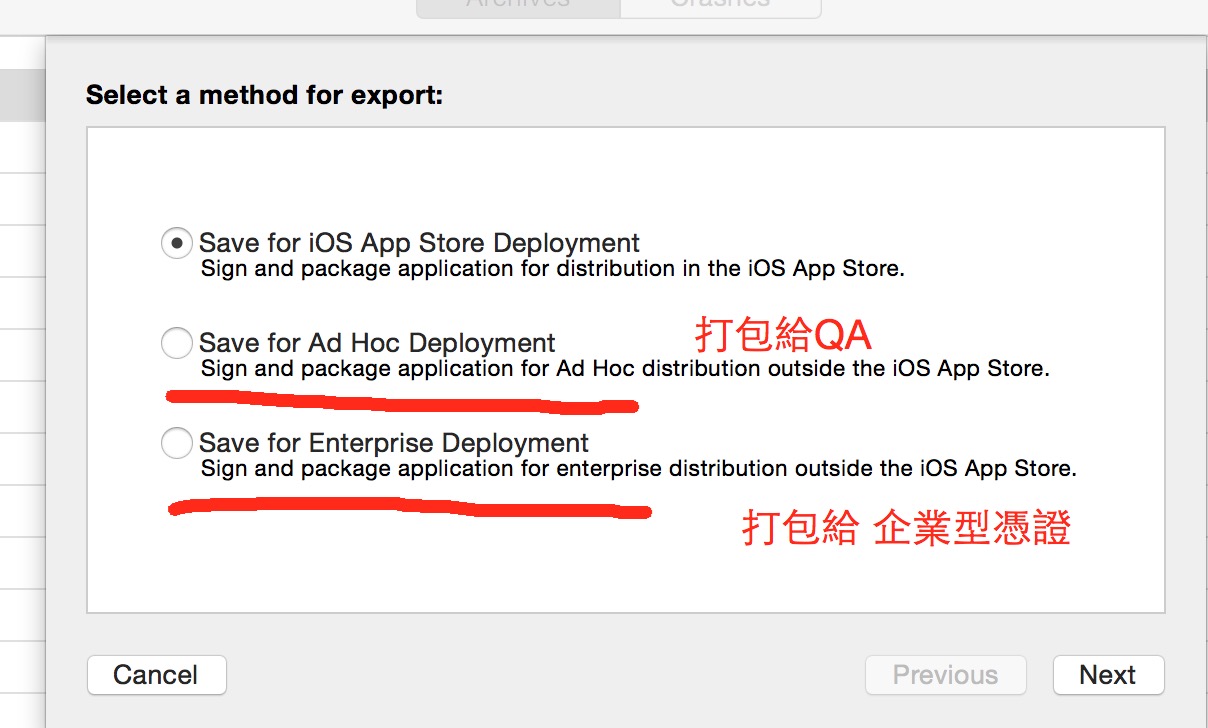 Archives Crashes
Select a method for export:
Save for iOS App Store Deployment
Sign and package application for distribution in the iOS App Store.
打包給QA
Save for Ad Hoc Deployment
Sign and package application for Ad Hoc distribution outside the iOS App Store.
Save for Enterprise Deployment
Sign and package application for enterprise distribution outside the iOS App Store.
打包給 企業型憑證
Cancel Previous Next